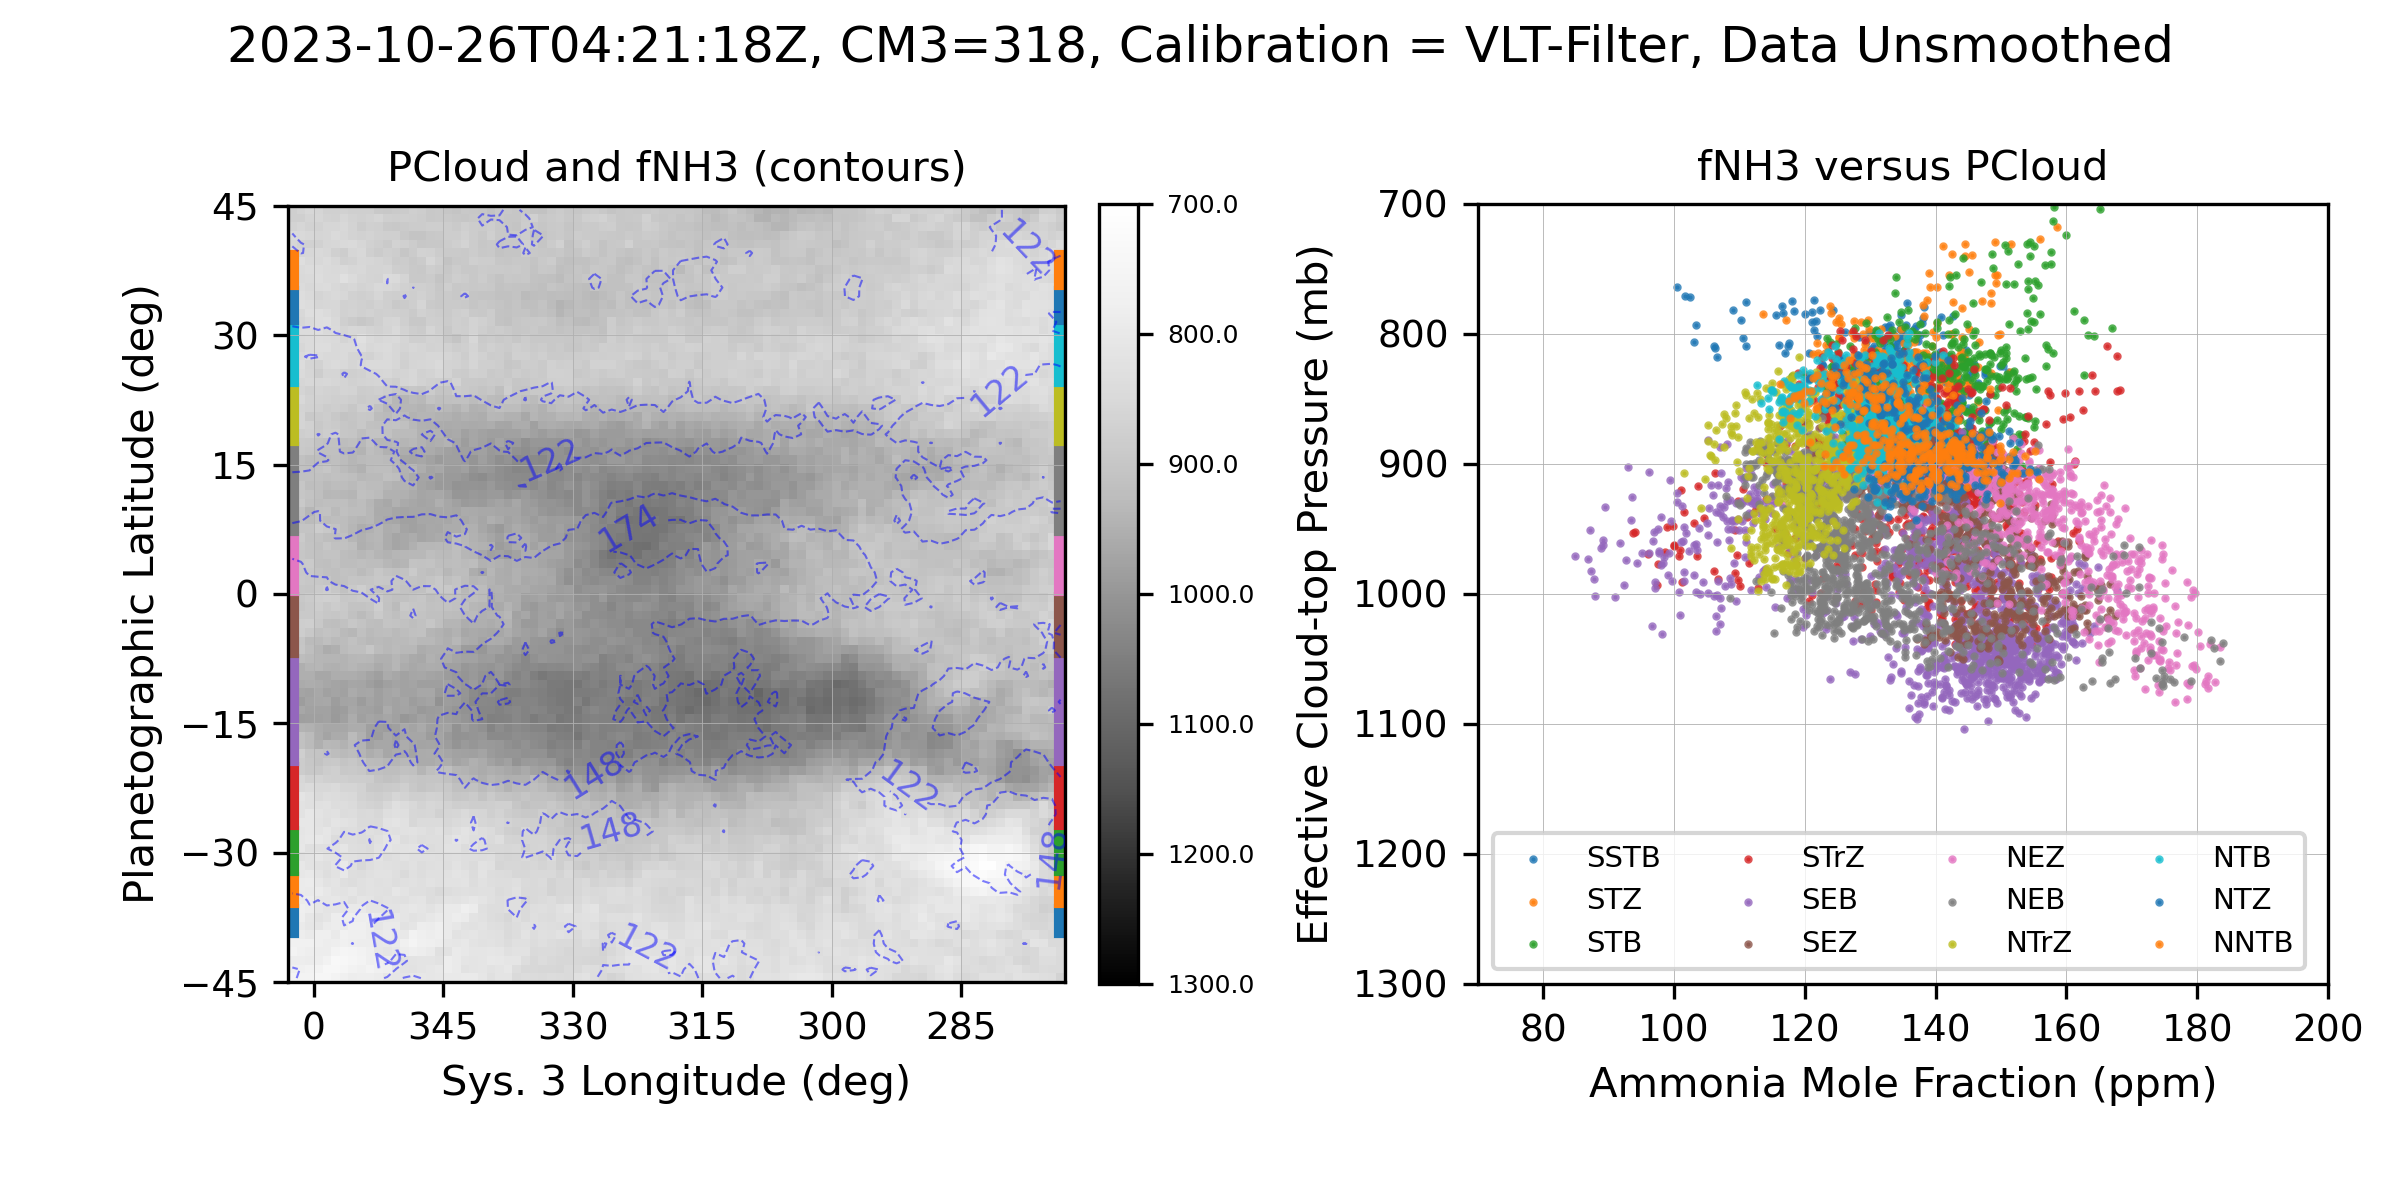 2023-10-26T04:21:18Z, CM3=318, Calibration = VLT-Filter, Data Unsmoothed
PCloud and fNH3 (contours)
Planetographic Latitude (deg)
45
30
15
0
−15
−30
−45
0
345
330
315
300
285
Sys. 3 Longitude (deg)
122
122
122
174
148
122
148
148
122
122
700.0
800.0
900.0
1000.0
1100.0
1200.0
1300.0
fNH3 versus PCloud
Effective Cloud-top Pressure (mb)
700
800
900
1000
1100
1200
1300
SSTB
STZ
STB
STrZ
SEB
SEZ
NEZ
NEB
NTrZ
NTB
NTZ
NNTB
80
100
120
140
160
180
200
Ammonia Mole Fraction (ppm)